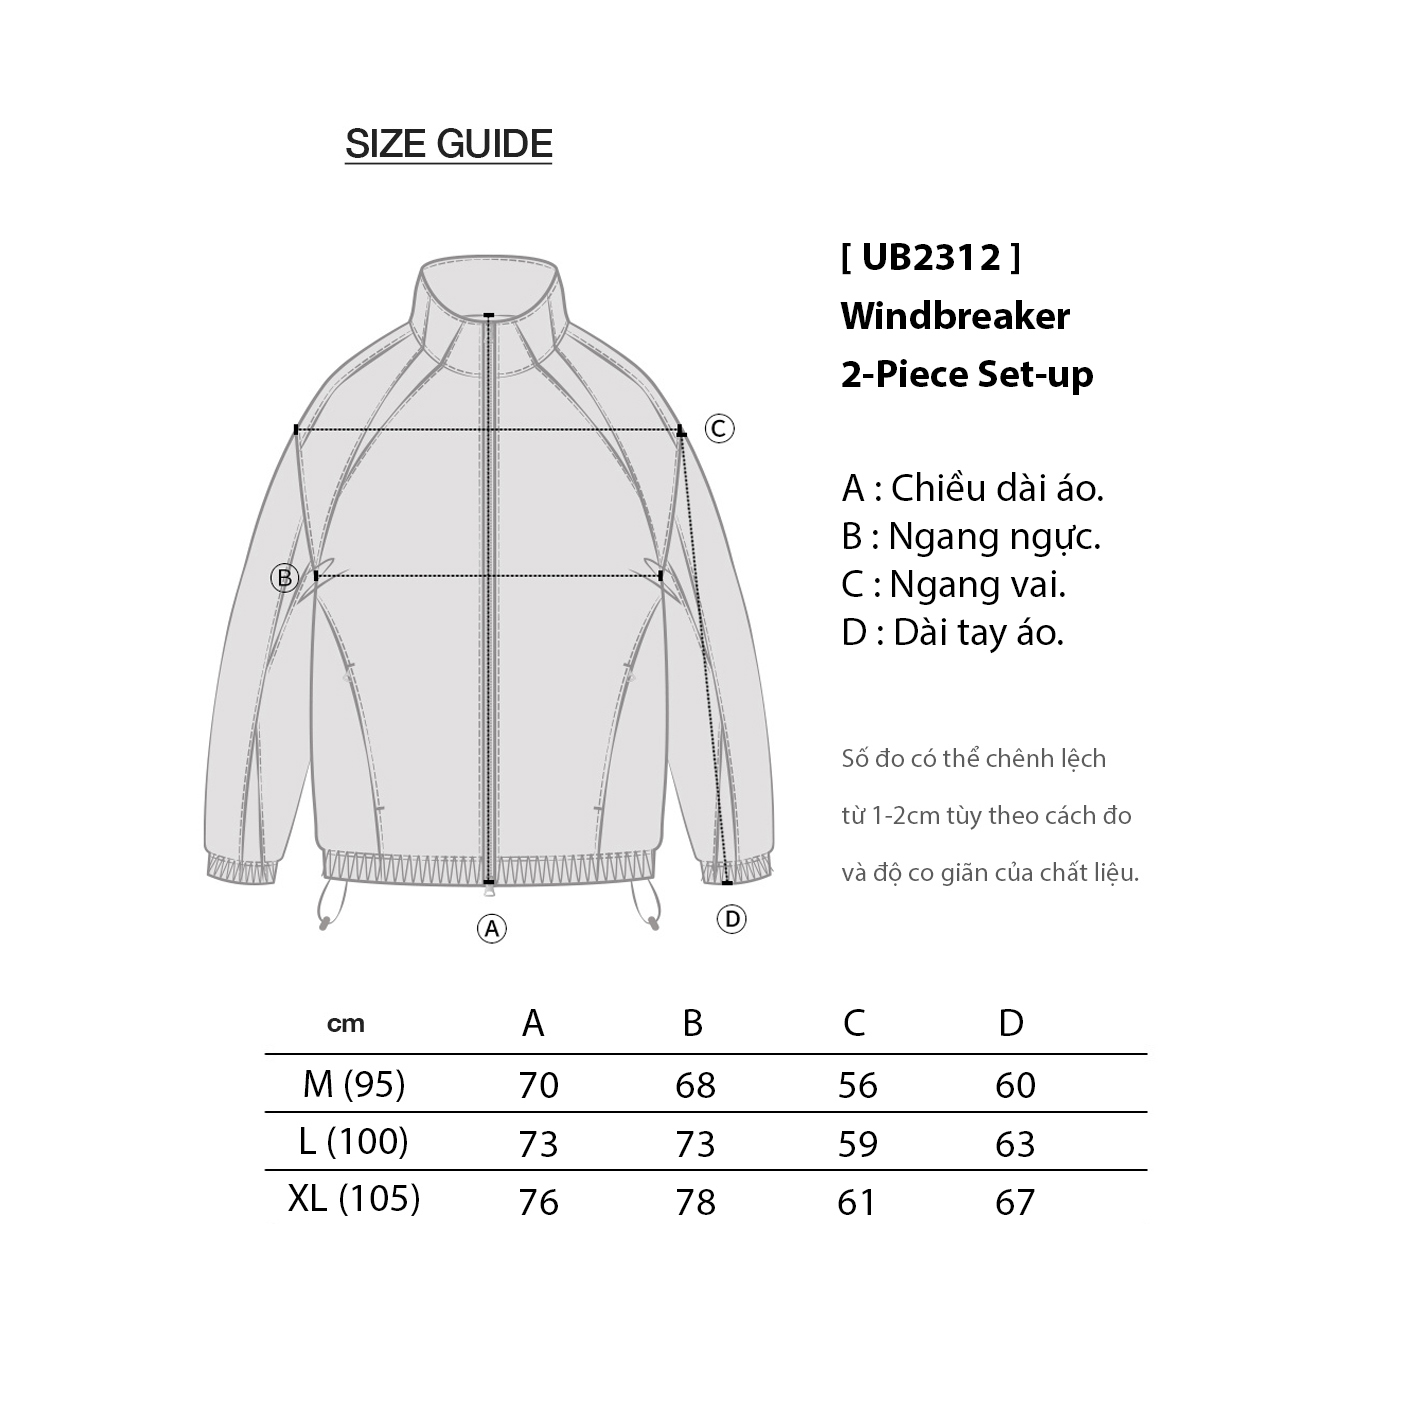 SIZE GUIDE
[ UB2312 ]
Windbreaker
2-Piece Set-up
C
A : Chiều dài áo.
B : Ngang ngực.
C : Ngang vai.
D : Dài tay áo.
B
Số đo có thể chênh lệch
từ 1-2cm tùy theo cách đo
và độ co giãn của chất liệu.
A
D
cm A B C D
M (95) 70 68 56 60
L (100) 73 73 59 63
XL (105) 76 78 61 67